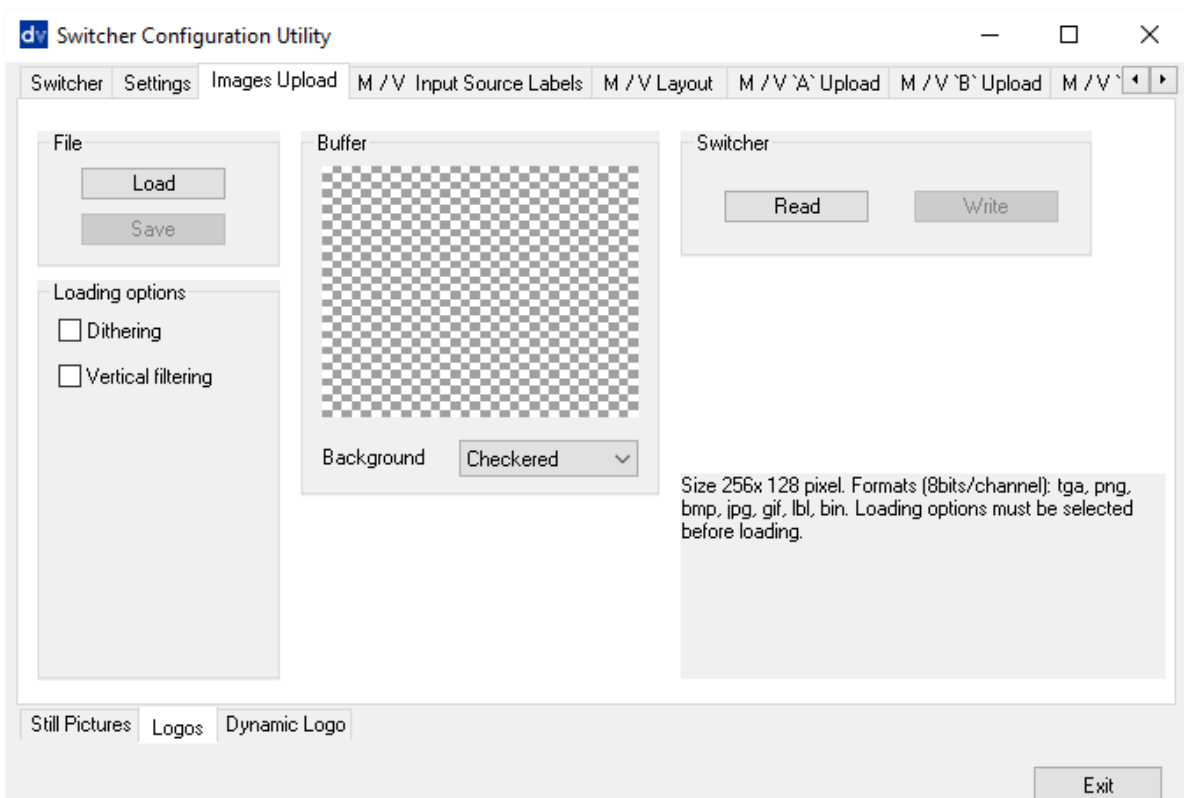 dv Switcher Configuration Utility
Switcher Settings Images Upload M / V Input Source Labels M / V Layout M / V `A` Upload M / V `B` Upload M / V `
File
Load
Save
Loading options
Dithering
Vertical filtering
Buffer
Background Checkered
Switcher
Read Write
Size 256x 128 pixel. Formats (8bits/channel): tga, png,
bmp, jpg, gif, lbl, bin. Loading options must be selected
before loading.
Still Pictures Logos Dynamic Logo
Exit